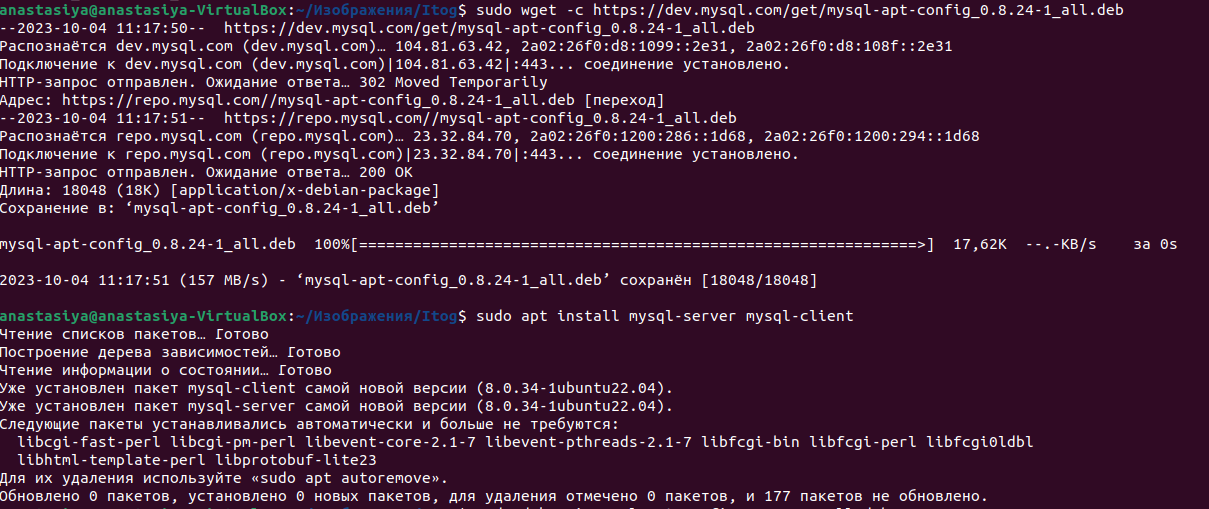 anastasiya@anastasiya-VirtualBox:~/Изображения/Itog$ sudo wget -c https://dev.mysql.com/get/mysql-apt-config_0.8.24-1_all.deb
--2023-10-04 11:17:50--  https://dev.mysql.com/get/mysql-apt-config_0.8.24-1_all.deb
Распознаётся dev.mysql.com (dev.mysql.com)… 104.81.63.42, 2a02:26f0:d8:1099::2e31, 2a02:26f0:d8:108f::2e31
Подключение к dev.mysql.com (dev.mysql.com)|104.81.63.42|:443... соединение установлено.
HTTP-запрос отправлен. Ожидание ответа… 302 Moved Temporarily
Адрес: https://repo.mysql.com//mysql-apt-config_0.8.24-1_all.deb [переход]
--2023-10-04 11:17:51--  https://repo.mysql.com//mysql-apt-config_0.8.24-1_all.deb
Распознаётся repo.mysql.com (repo.mysql.com)… 23.32.84.70, 2a02:26f0:1200:286::1d68, 2a02:26f0:1200:294::1d68
Подключение к repo.mysql.com (repo.mysql.com)|23.32.84.70|:443... соединение установлено.
HTTP-запрос отправлен. Ожидание ответа… 200 OK
Длина: 18048 (18K) [application/x-debian-package]
Сохранение в: ‘mysql-apt-config_0.8.24-1_all.deb’
mysql-apt-config_0.8.24-1_all.deb  100%[==============================================================>]  17,62K  --.-KB/s    за 0s
2023-10-04 11:17:51 (157 MB/s) - ‘mysql-apt-config_0.8.24-1_all.deb’ сохранён [18048/18048]
anastasiya@anastasiya-VirtualBox:~/Изображения/Itog$ sudo apt install mysql-server mysql-client
Чтение списков пакетов… Готово
Построение дерева зависимостей… Готово
Чтение информации о состоянии… Готово
Уже установлен пакет mysql-client самой новой версии (8.0.34-1ubuntu22.04).
Уже установлен пакет mysql-server самой новой версии (8.0.34-1ubuntu22.04).
Следующие пакеты устанавливались автоматически и больше не требуются:
  libcgi-fast-perl libcgi-pm-perl libevent-core-2.1-7 libevent-pthreads-2.1-7 libfcgi-bin libfcgi-perl libfcgi0ldbl
  libhtml-template-perl libprotobuf-lite23
Для их удаления используйте «sudo apt autoremove».
Обновлено 0 пакетов, установлено 0 новых пакетов, для удаления отмечено 0 пакетов, и 177 пакетов не обновлено.